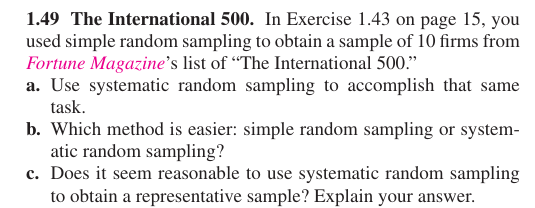 1.49 The International 500. In Exercise 1.43 on page 15, you
used simple random sampling to obtain a sample of 10 firms from
Fortune Magazine's list of “The International 500.”
a. Use systematic random sampling to accomplish that same
task.
b. Which method is easier: simple random sampling or system-
atic random sampling?
c. Does it seem reasonable to use systematic random sampling
to obtain a representative sample? Explain your answer.